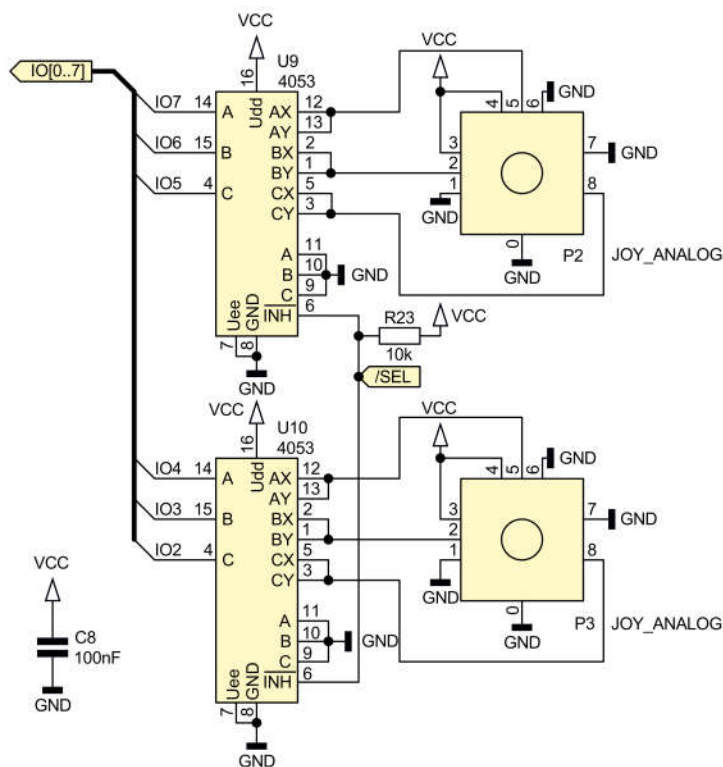 VCC
U9
4053
IO[0..7]
16
Udd
IO7 14 A
IO6 15 B
IO5 4 C
AX 12
AY 13
BX 2
BY 1
CX 5
CY 3
A 11
B 10
C 9
INH 6
GND
Uee
GND
7
8
GND
VCC
4
5
6
GND
3
2
1
GND
7
GND
8
0
GND
P2
JOY_ANALOG
R23
10k
VCC
/SEL
VCC
U10
4053
16
Udd
IO4 14 A
IO3 15 B
IO2 4 C
AX 12
AY 13
BX 2
BY 1
CX 5
CY 3
A 11
B 10
C 9
INH 6
GND
Uee
GND
7
8
GND
VCC
4
5
6
GND
3
2
1
GND
7
GND
8
0
GND
P3
JOY_ANALOG
VCC
C8
100nF
GND